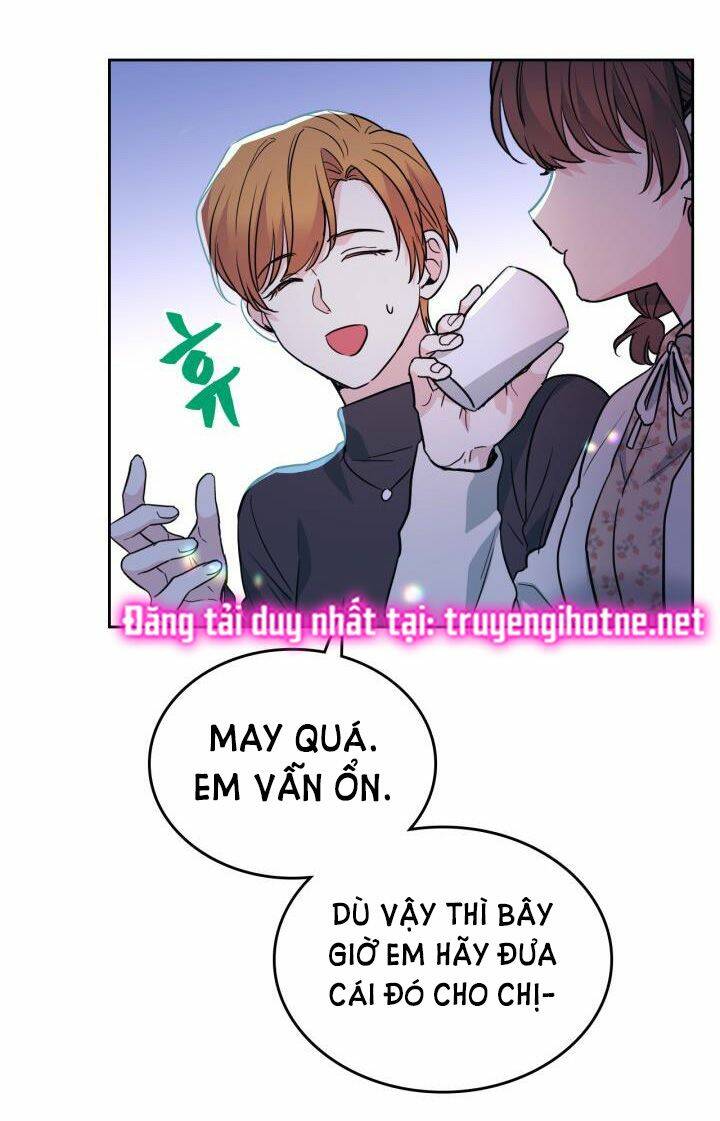 휴
Đăng tải duy nhất tại: truyengihotne.net
MAY QUÁ.
EM VẪN ỔN.
DÙ VẬY THÌ BÂY
GIỜ EM HÃY ĐƯA
CÁI ĐÓ CHO CHỊ-